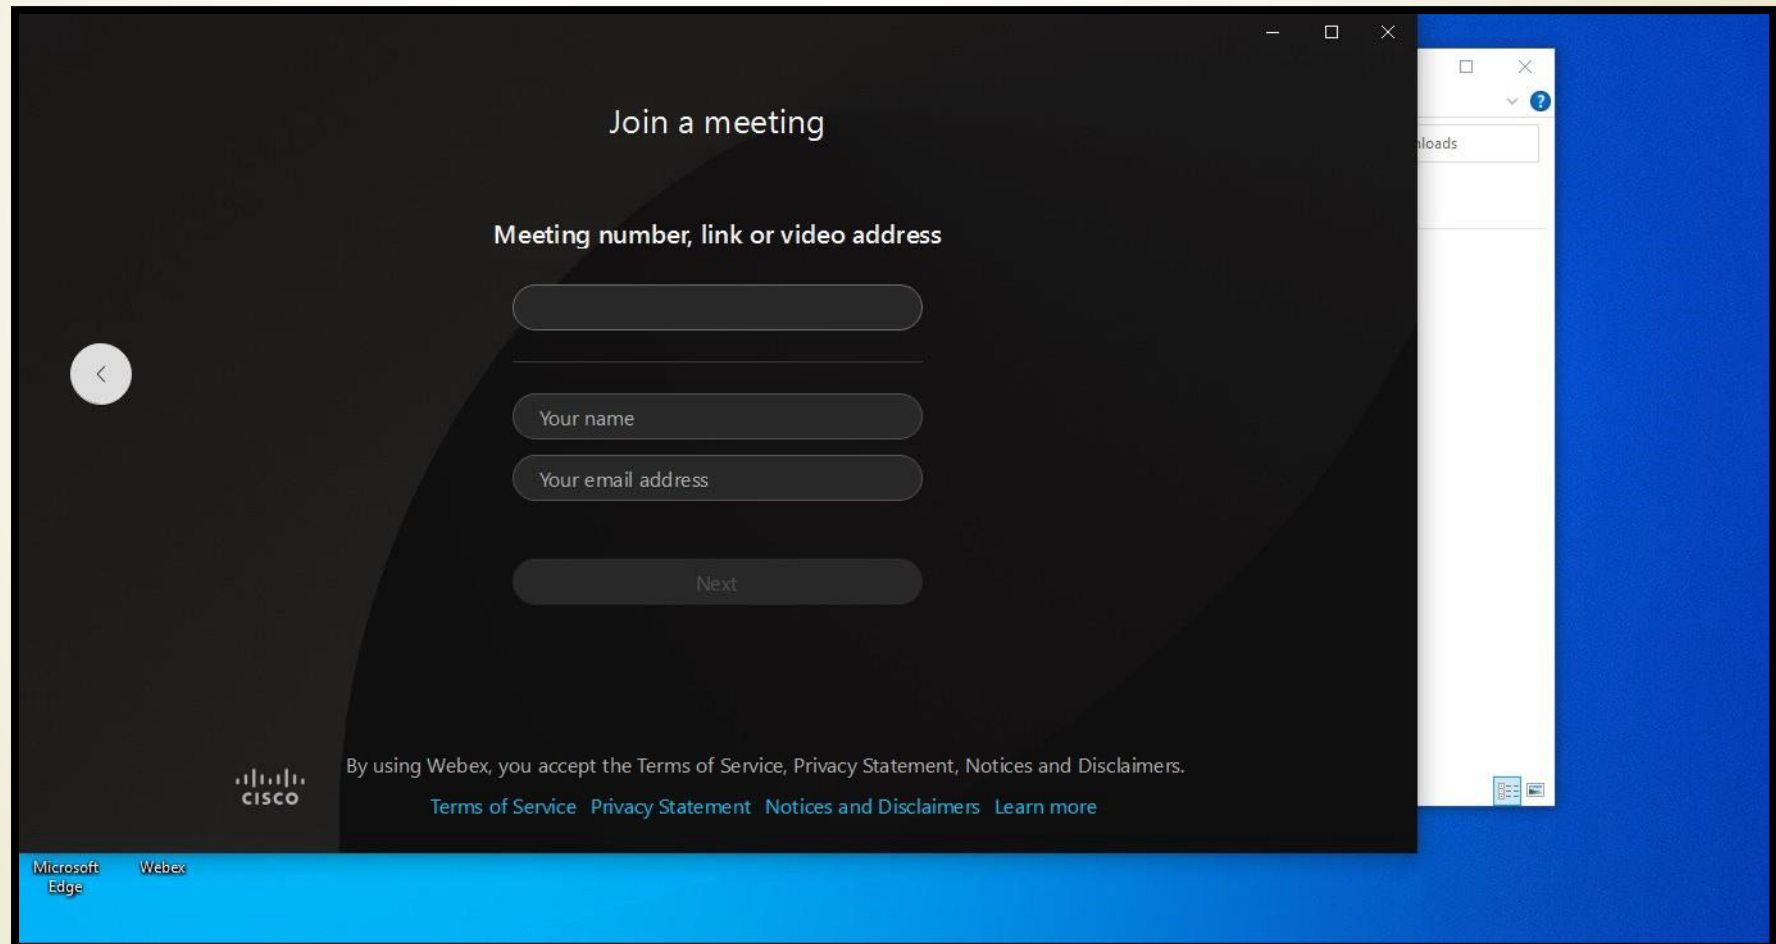 Join a meeting
?
Meeting number, link or video address
Your name
Your email address
Next
By using Webex, you accept the Terms of Service, Privacy Statement, Notices and Disclaimers.
CISCO
Terms of Service Privacy Statement Notices and Disclaimers Learn more
Microsoft
Edge
Webex